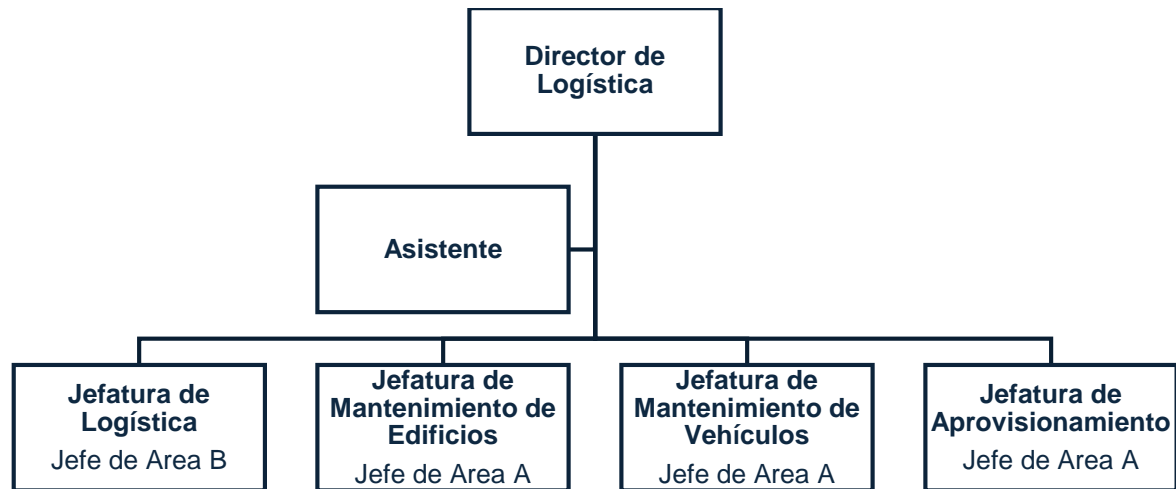 Director de
Logística
Asistente
Jefatura de
Logística
Jefe de Area B
Jefatura de
Mantenimiento de
Edificios
Jefe de Area A
Jefatura de
Mantenimiento de
Vehículos
Jefe de Area A
Jefatura de
Aprovisionamiento
Jefe de Area A